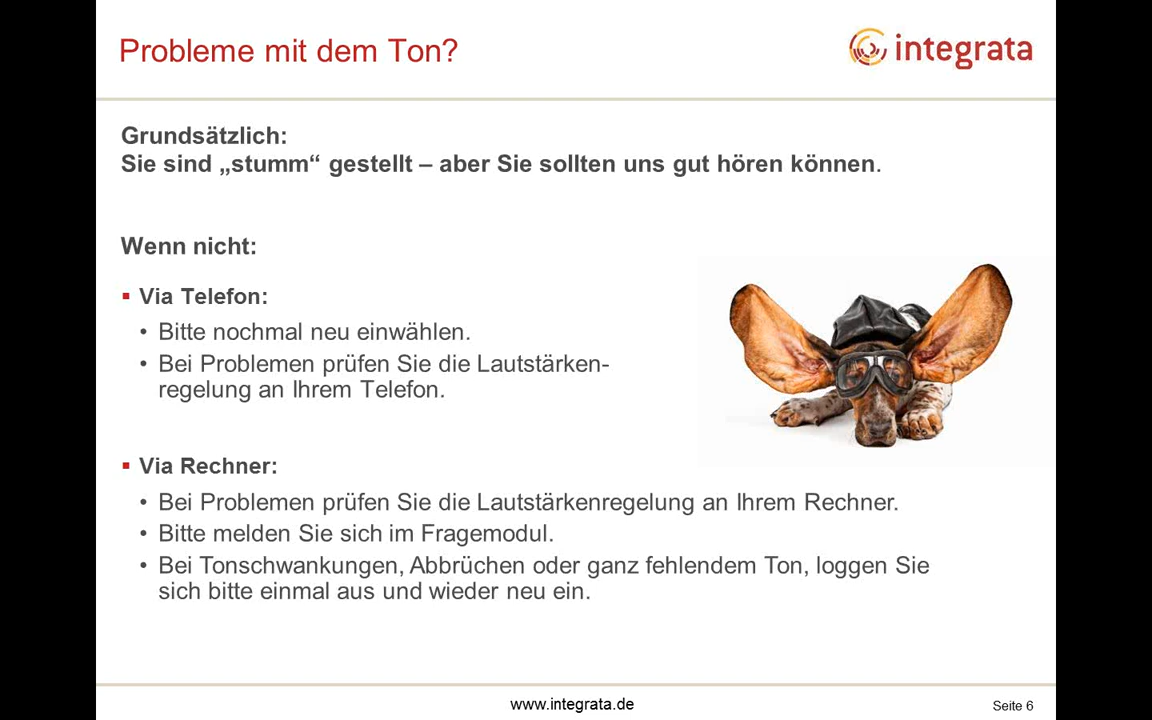 Probleme mit dem Ton?
integrata
Grundsätzlich:
Sie sind „stumm“ gestellt – aber Sie sollten uns gut hören können.
Wenn nicht:
▪ Via Telefon:
• Bitte nochmal neu einwählen.
• Bei Problemen prüfen Sie die Lautstärken-
regelung an Ihrem Telefon.
▪ Via Rechner:
• Bei Problemen prüfen Sie die Lautstärkenregelung an Ihrem Rechner.
• Bitte melden Sie sich im Fragemodul.
• Bei Tonschwankungen, Abbrüchen oder ganz fehlendem Ton, loggen Sie
sich bitte einmal aus und wieder neu ein.
www.integrata.de
Seite 6